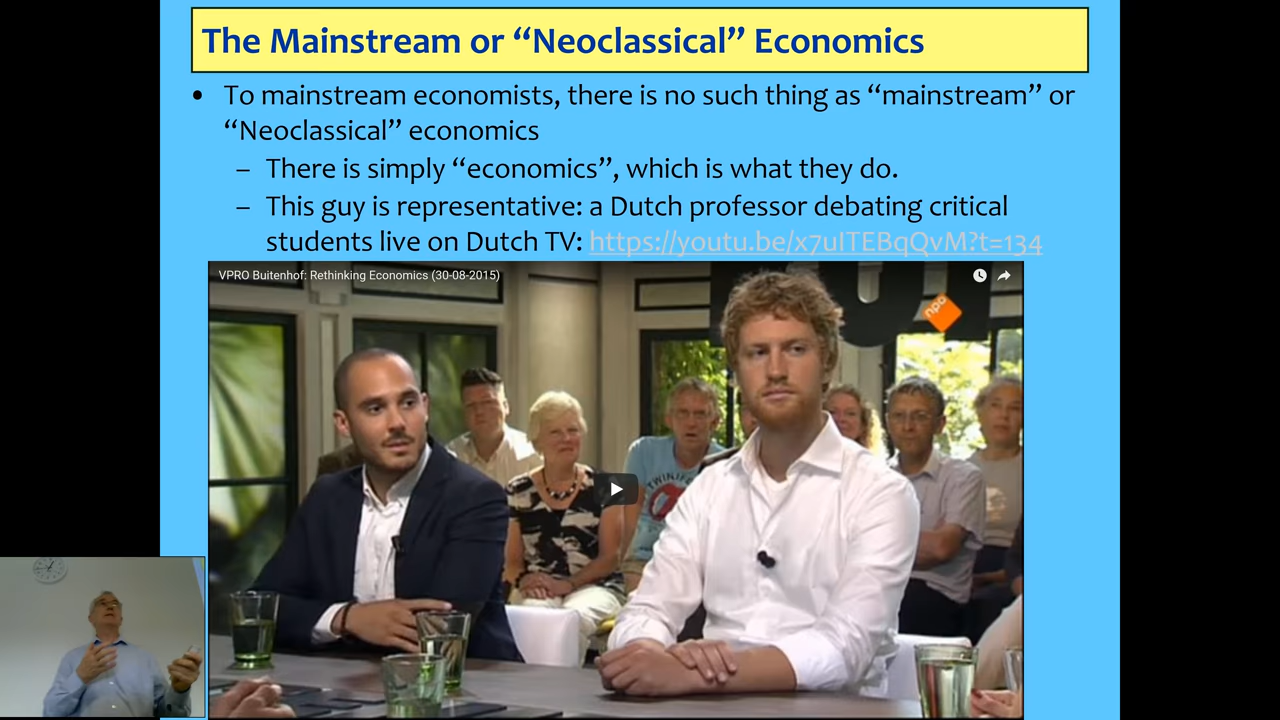 The Mainstream or “Neoclassical” Economics
• To mainstream economists, there is no such thing as “mainstream” or
“Neoclassical” economics
– There is simply “economics”, which is what they do.
– This guy is representative: a Dutch professor debating critical
students live on Dutch TV: https://youtu.be/x7uITEBqQvM?t=134
VPRO Buitenhof: Rethinking Economics (30-08-2015)
npo